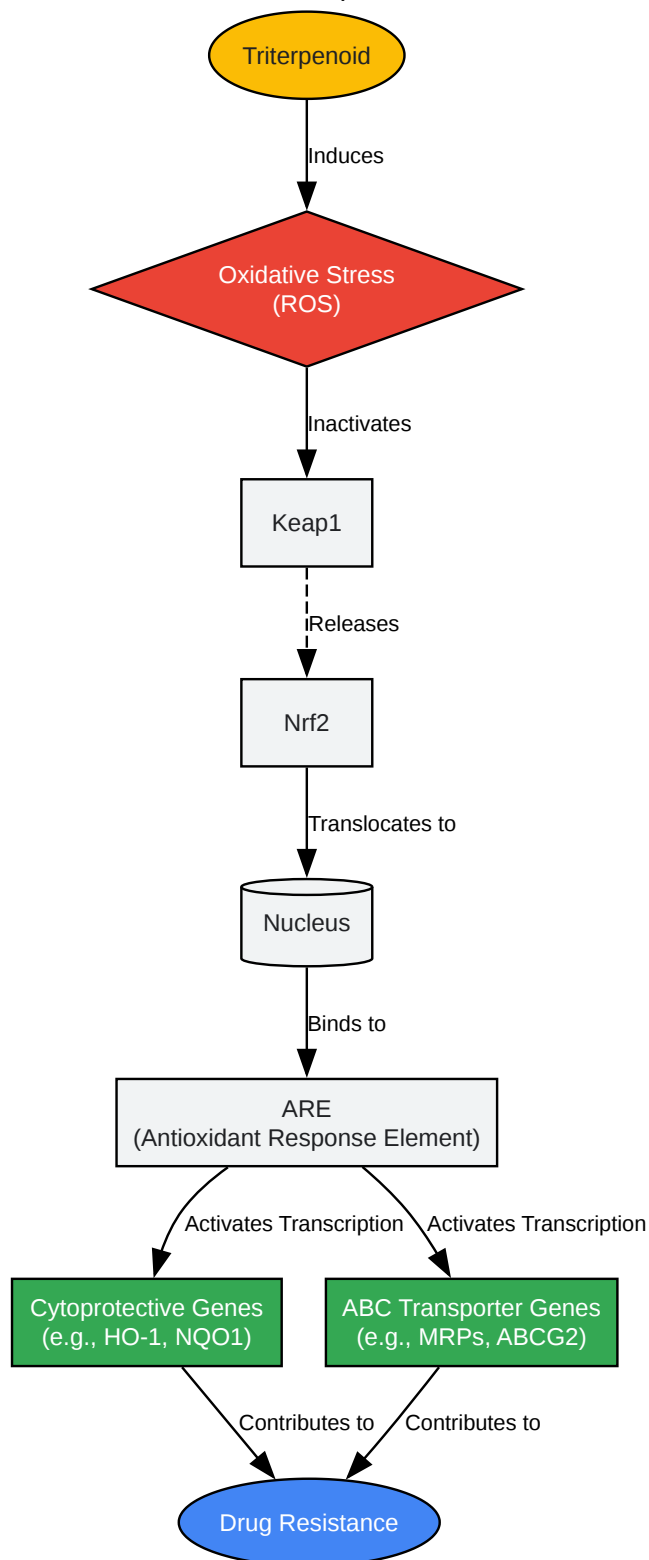 Triterpenoid
Induces
Oxidative Stress
(ROS)
Inactivates
Keap1
Releases
Nrf2
Translocates to
Nucleus
Binds to
ARE
(Antioxidant Response Element)
Activates Transcription
Activates Transcription
Cytoprotective Genes
(e.g., HO-1, NQO1)
ABC Transporter Genes
(e.g., MRPs, ABCG2)
Contributes to
Contributes to
Drug Resistance